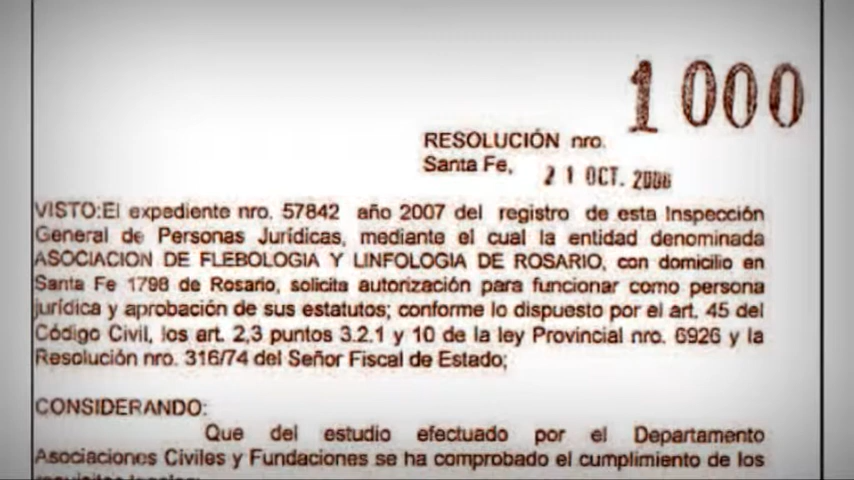 1000
RESOLUCIÓN nro.
Santa Fe, 21 OCT. 2008
VISTO:El expediente nro. 57842 año 2007 del registro de esta Inspección
General de Personas Jurídicas, mediante el cual la entidad denominada
ASOCIACION DE FLEBOLOGIA Y LINFOLOGIA DE ROSARIO, con domicilio en
Santa Fe 1798 de Rosario, solicita autorización para funcionar como persona
jurídica y aprobación de sus estatutos; conforme lo dispuesto por el art. 45 del
Código Civil, los art. 2,3 puntos 3.2.1 y 10 de la ley Provincial nro. 6926 y la
Resolución nro. 316/74 del Señor Fiscal de Estado;
CONSIDERANDO:
Que del estudio efectuado por el Departamento
Asociaciones Civiles y Fundaciones se ha comprobado el cumplimiento de los